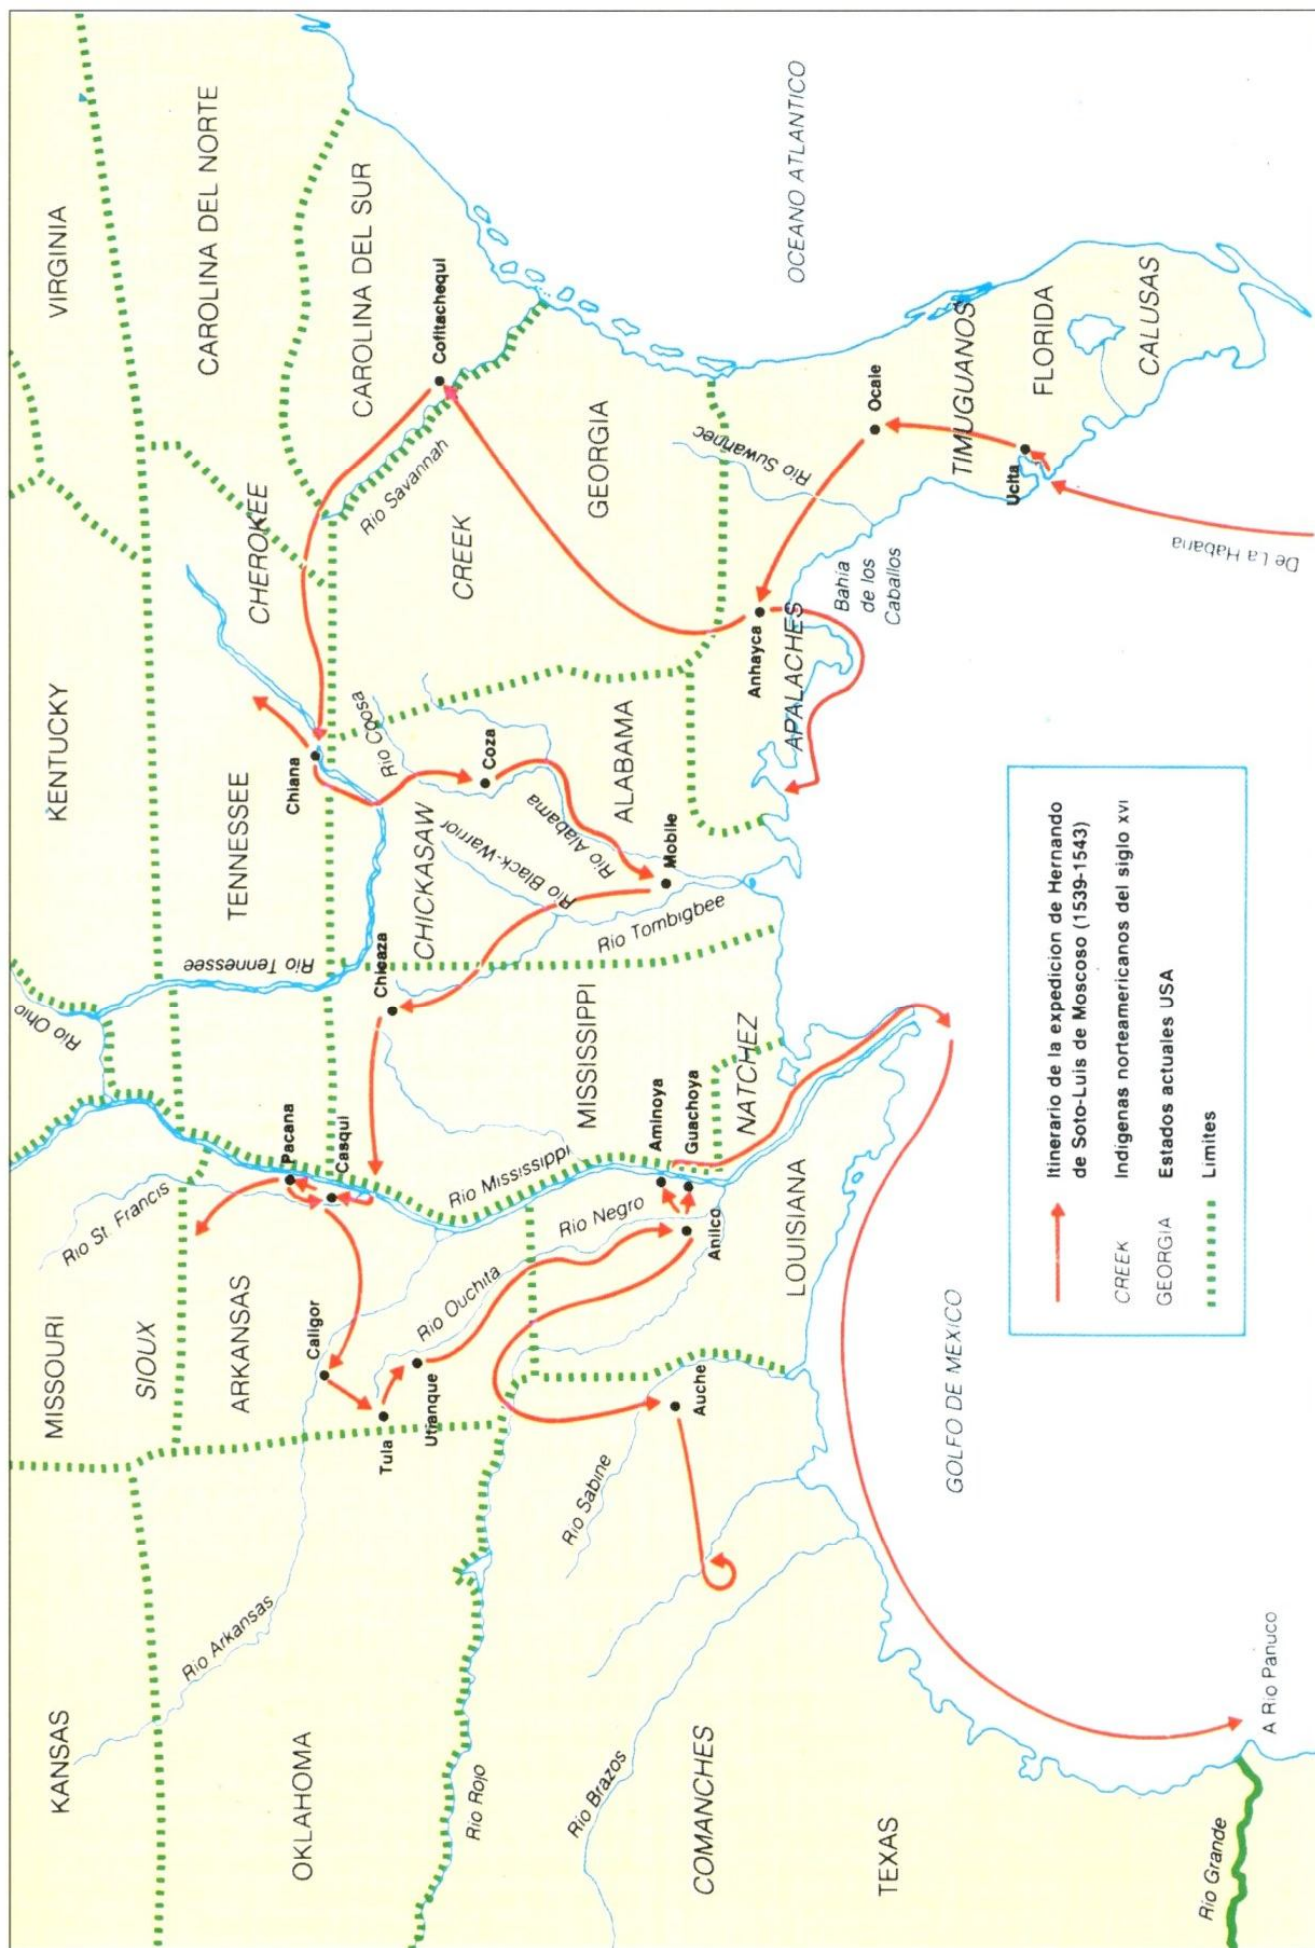 KANSAS
MISSOURI
KENTUCKY
VIRGINIA
Rio Ohio
SIOUX
Rio St. Francis
Rio Arkansas
OKLAHOMA
ARKANSAS
Pacana
Casqui
TENNESSEE
Rio Tennessee
CHEROKEE
CAROLINA DEL NORTE
Chiana
CAROLINA DEL SUR
Cofitachequi
Rio Savannah
Caligor
Tula
Utianque
Rio Ouchita
Chicaza
CHICKASAW
Rio Coosa
Coza
CREEK
Rio Black-Warrior
Rio Alabama
Rio Rojo
Rio Mississippi
Rio Negro
MISSISSIPPI
Rio Tombigbee
ALABAMA
Mobile
GEORGIA
Rio Sabine
Rio Brazos
COMANCHES
Auche
Anilco
Aminoya
Guachoya
NATCHEZ
LOUISIANA
Anhayca
APALACHES
Rio Suwannec
Bahia
de los
Caballos
Ocale
OCEANO ATLANTICO
TIMUGUANOS
Ucita
FLORIDA
CALUSAS
De La Habana
TEXAS
GOLFO DE MEXICO
Rio Grande
A Rio Panuco
Itinerario de la expedicion de Hernando
de Soto-Luis de Moscoso (1539-1543)
CREEK Indigenas norteamericanos del siglo XVI
GEORGIA Estados actuales USA
Limites